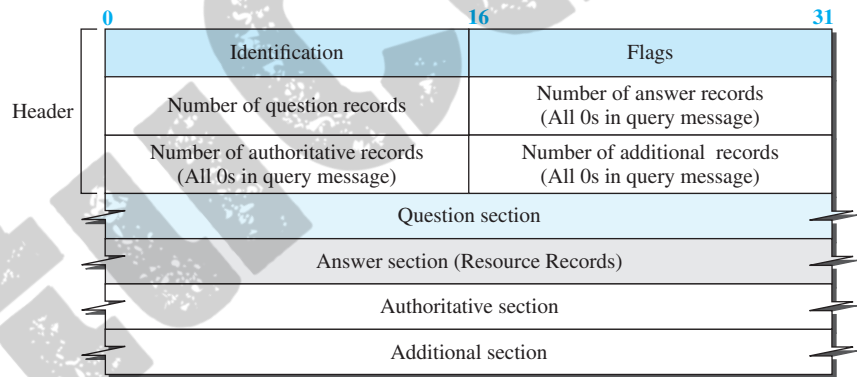 0 16 31
Header
Identification Flags
Number of question records
Number of answer records
(All 0s in query message)
Number of authoritative records
(All 0s in query message)
Number of additional records
(All 0s in query message)
Question section
Answer section (Resource Records)
Authoritative section
Additional section